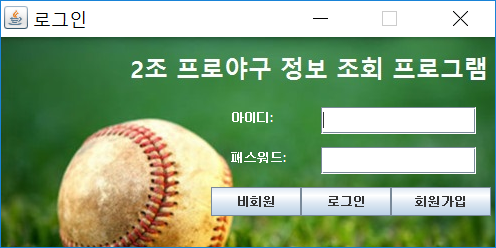 로그인
2조 프로야구 정보 조회 프로그램
아이디:
패스워드:
비회원 로그인 회원가입